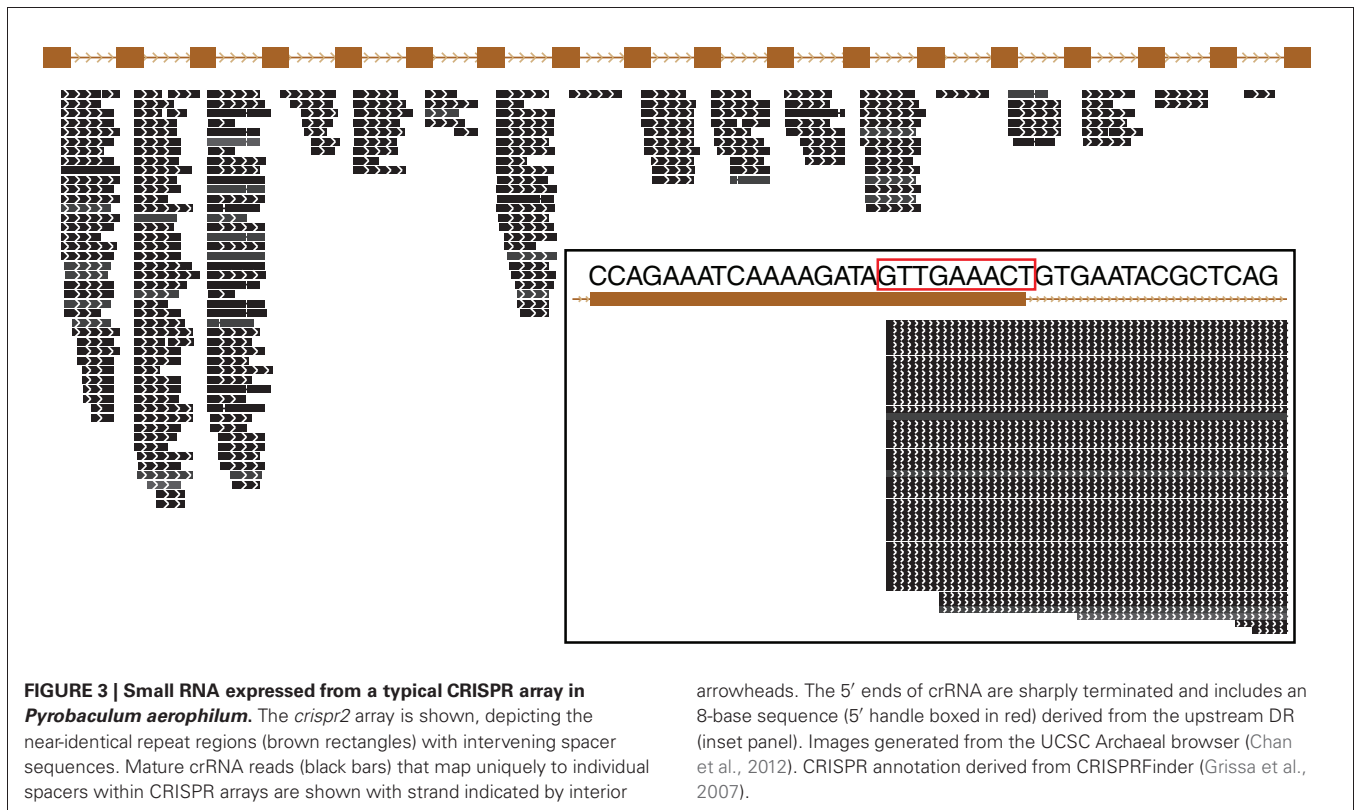 CCAGAAATCAAAAGATAGTTGAAACTGTGAATACGCTCAG
FIGURE 3 | Small RNA expressed from a typical CRISPR array in
Pyrobaculum aerophilum. The crispr2 array is shown, depicting the
near-identical repeat regions (brown rectangles) with intervening spacer
sequences. Mature crRNA reads (black bars) that map uniquely to individual
spacers within CRISPR arrays are shown with strand indicated by interior
arrowheads. The 5′ ends of crRNA are sharply terminated and includes an
8-base sequence (5′ handle boxed in red) derived from the upstream DR
(inset panel). Images generated from the UCSC Archaeal browser (Chan
et al., 2012). CRISPR annotation derived from CRISPRFinder (Grissa et al.,
2007).